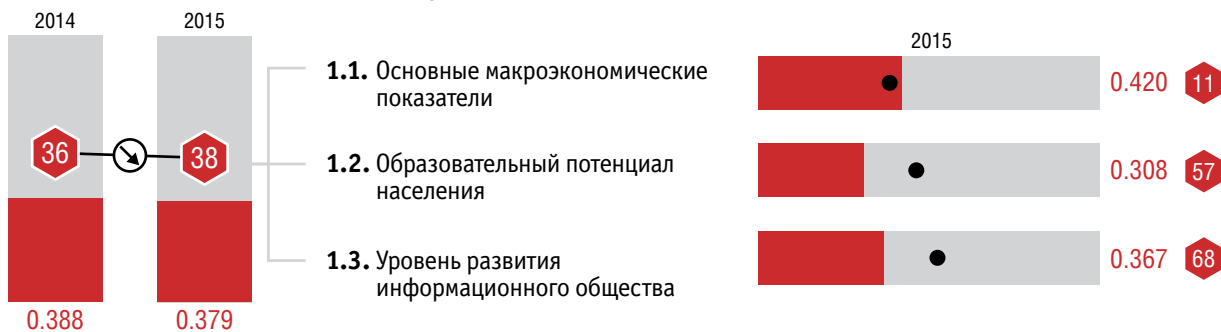 2014
2015
36
38
0.388
0.379
1.1. Основные макроэкономические
показатели
1.2. Образовательный потенциал
населения
1.3. Уровень развития
информационного общества
2015
0.420
11
0.308
57
0.367
68